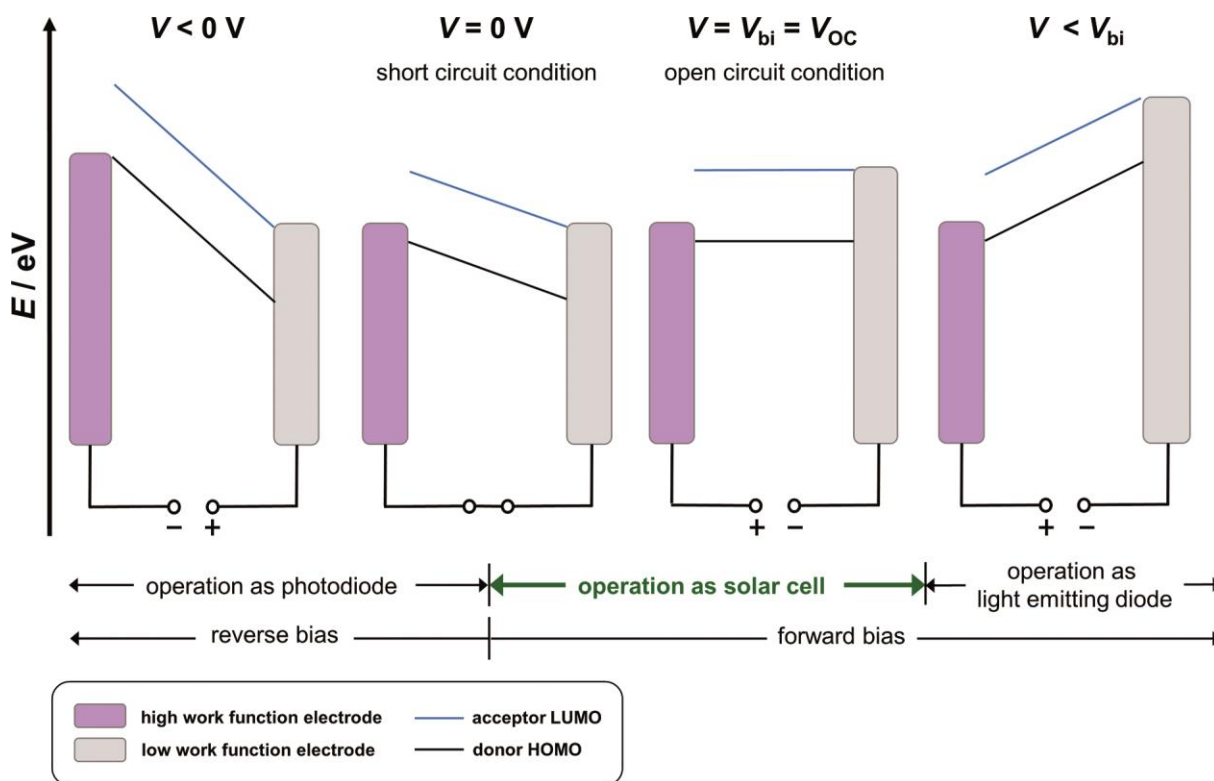 V < 0 V
V = 0 V
short circuit condition
V = Vbi = VOC
open circuit condition
V < Vbi
E / eV
− +
+ −
+ −
operation as photodiode
operation as solar cell
operation as
light emitting diode
reverse bias
forward bias
high work function electrode
acceptor LUMO
low work function electrode
donor HOMO